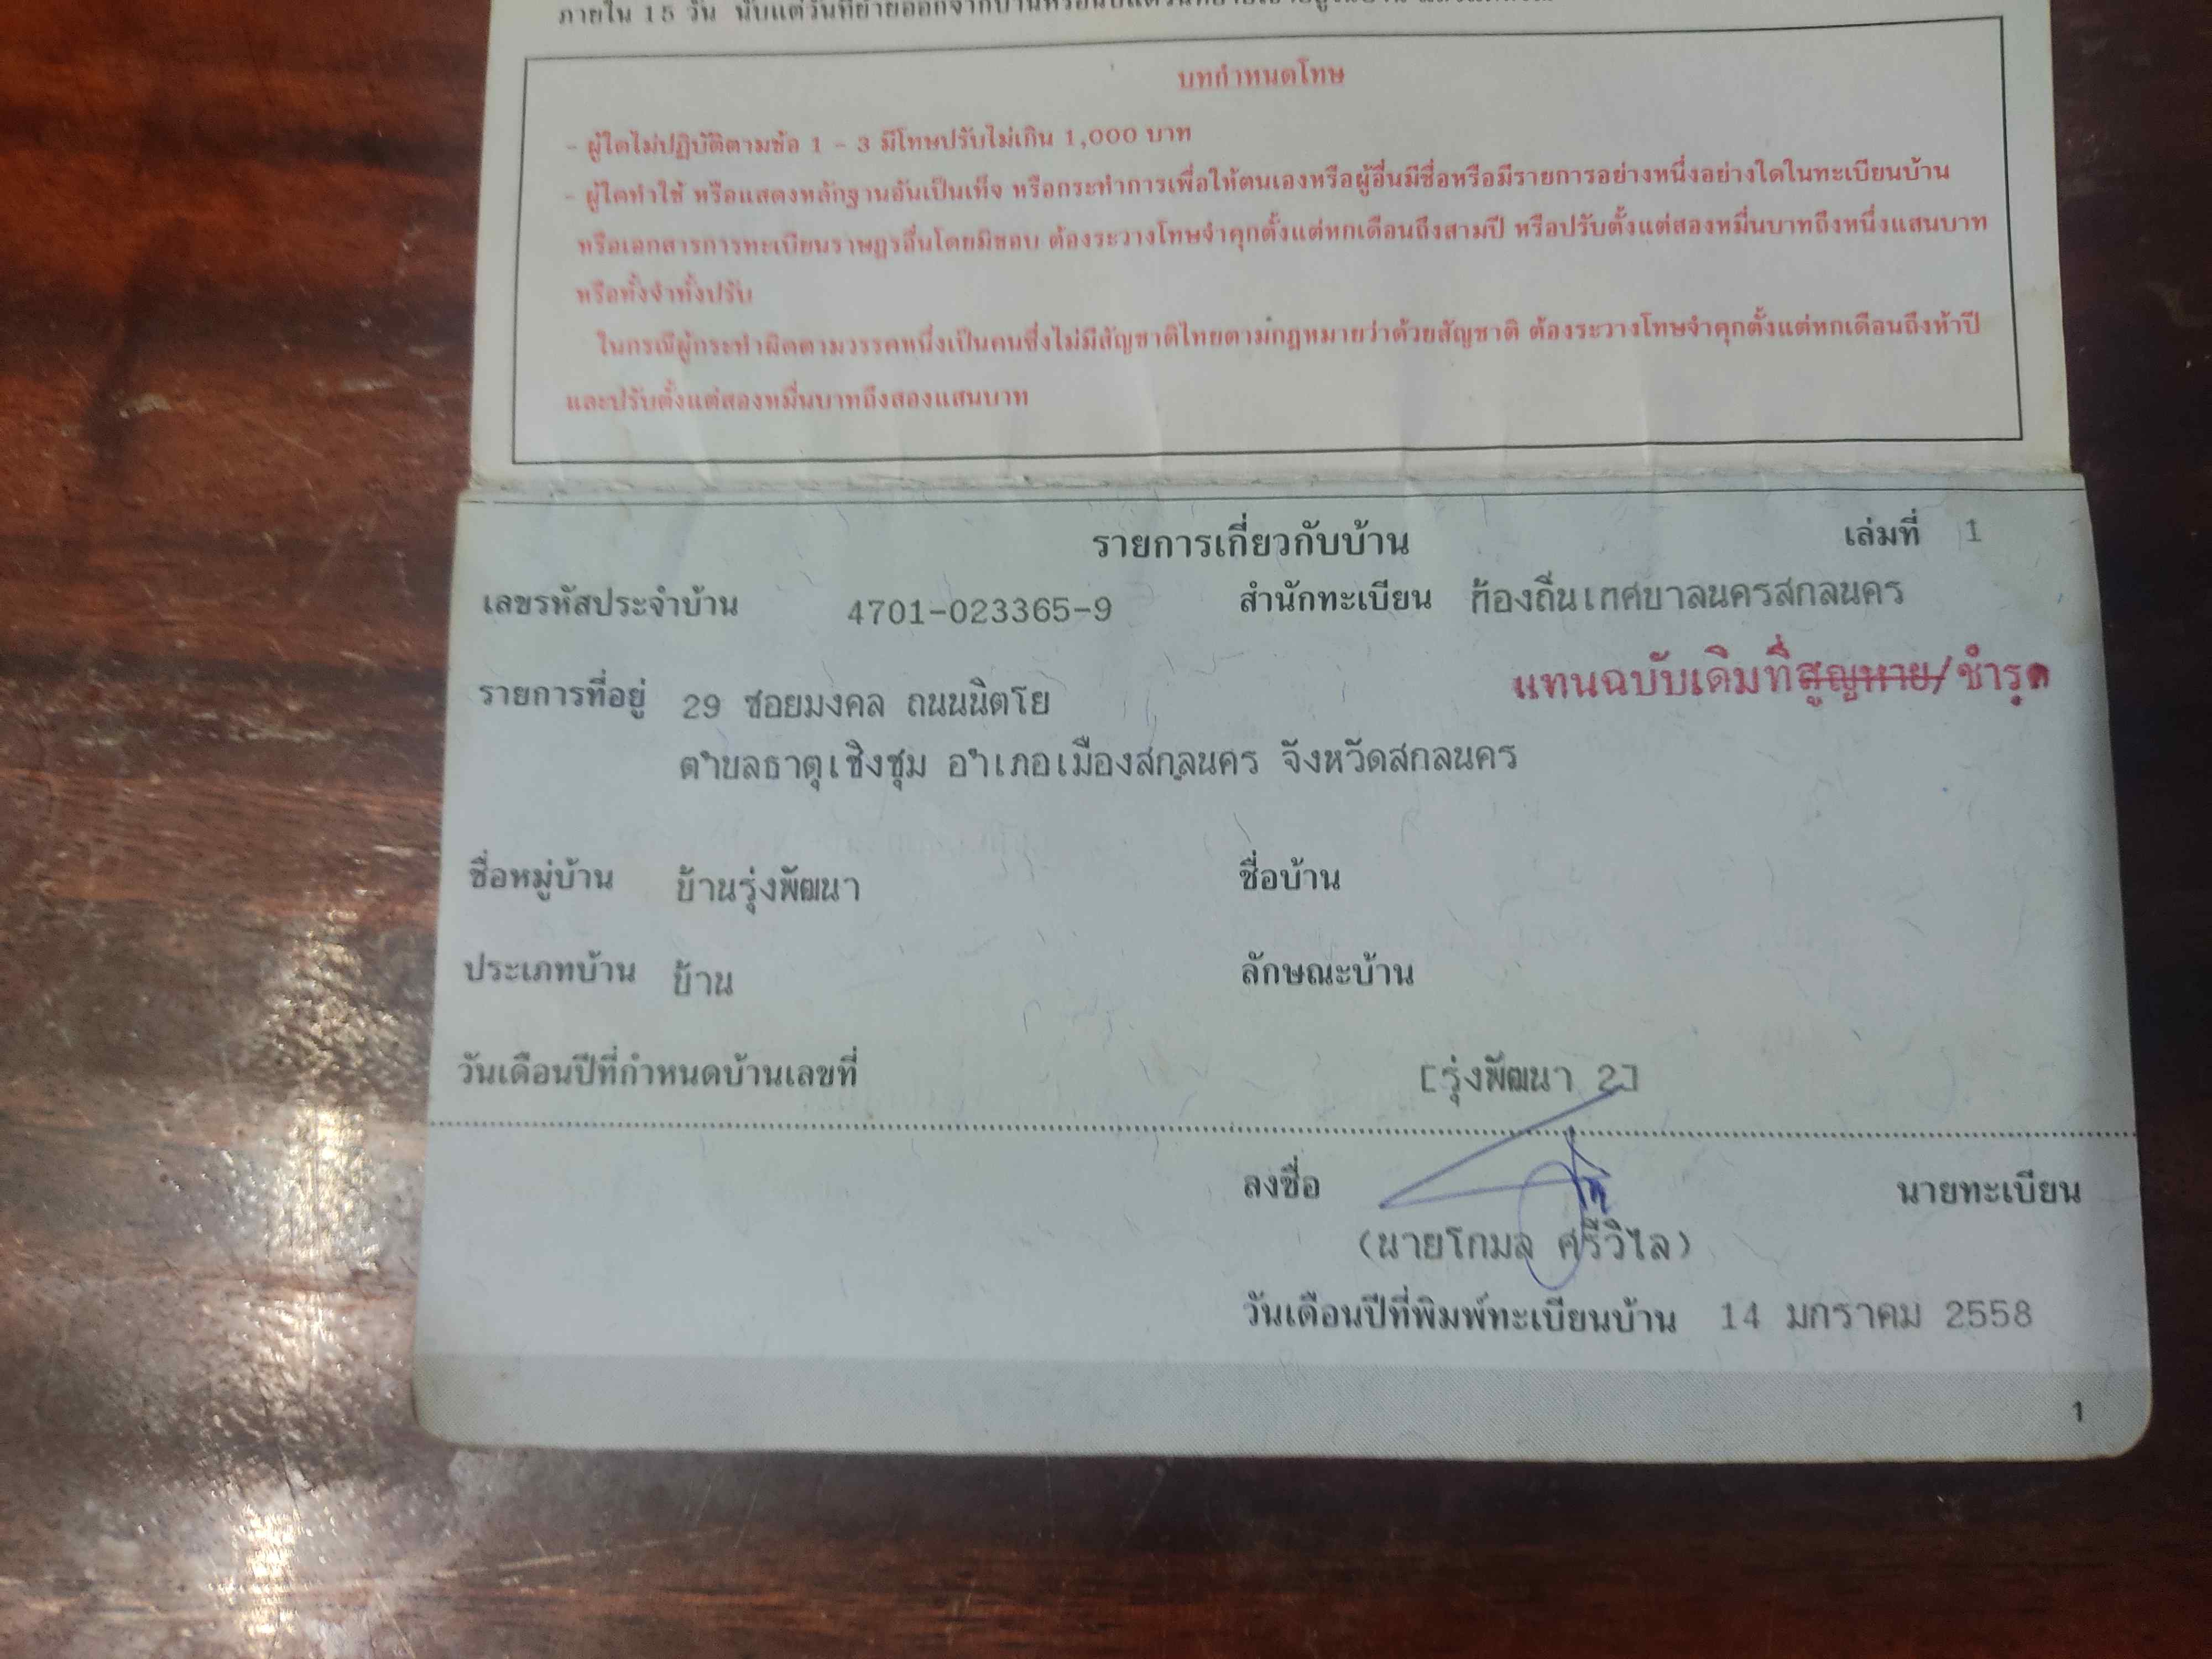 ภายใน 15 วัน นับแต่วันที่ย้ายออกจากบ้านหรือนับแต่วันที่ย้ายเข้าอยู่ในบ้าน
บทกำหนดโทษ
- ผู้ใดไม่ปฏิบัติตามข้อ 1 - 3 มีโทษปรับไม่เกิน 1,000 บาท
- ผู้ใดทำใช้ หรือแสดงหลักฐานอันเป็นเท็จ หรือกระทำการเพื่อให้ตนเองหรือผู้อื่นมีชื่อหรือมีรายการอย่างหนึ่งอย่างใดในทะเบียนบ้าน
หรือเอกสารการทะเบียนราษฎรอื่นโดยมิชอบ ต้องระวางโทษจำคุกตั้งแต่หกเดือนถึงสามปี หรือปรับตั้งแต่สองหมื่นบาทถึงหนึ่งแสนบาท
หรือทั้งจำทั้งปรับ
ในกรณีผู้กระทำผิดตามวรรคหนึ่งเป็นคนซึ่งไม่มีสัญชาติไทยตามกฎหมายว่าด้วยสัญชาติ ต้องระวางโทษจำคุกตั้งแต่หกเดือนถึงห้าปี
และปรับตั้งแต่สองหมื่นบาทถึงสองแสนบาท
รายการเกี่ยวกับบ้าน เล่มที่ 1
เลขรหัสประจำบ้าน 4701-023365-9 สำนักทะเบียน ท้องถิ่นเทศบาลนครสกลนคร
แทนฉบับเดิมที่สูญหาย/ชำรุด
รายการที่อยู่ 29 ซอยมงคล ถนนนิตโย
ตำบลธาตุเชิงชุม อำเภอเมืองสกลนคร จังหวัดสกลนคร
ชื่อหมู่บ้าน บ้านรุ่งพัฒนา ชื่อบ้าน
ประเภทบ้าน บ้าน ลักษณะบ้าน
วันเดือนปีที่กำหนดบ้านเลขที่ [รุ่งพัฒนา 2]
ลงชื่อ นายทะเบียน
(นายโกมล ศรีวิไล)
วันเดือนปีที่พิมพ์ทะเบียนบ้าน 14 มกราคม 2558
1